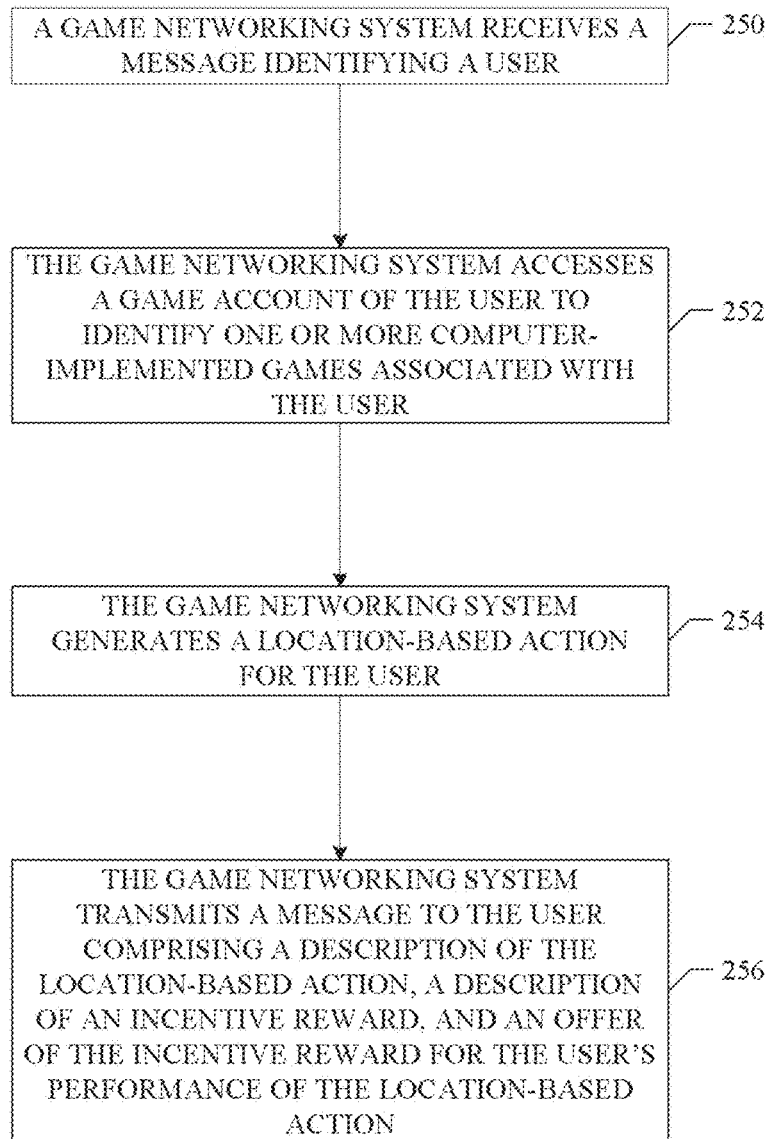 A GAME NETWORKING SYSTEM RECEIVES A
MESSAGE IDENTIFYING A USER
250
THE GAME NETWORKING SYSTEM ACCESSES
A GAME ACCOUNT OF THE USER TO
IDENTIFY ONE OR MORE COMPUTER-
IMPLEMENTED GAMES ASSOCIATED WITH
THE USER
252
THE GAME NETWORKING SYSTEM
GENERATES A LOCATION-BASED ACTION
FOR THE USER
254
THE GAME NETWORKING SYSTEM
TRANSMITS A MESSAGE TO THE USER
COMPRISING A DESCRIPTION OF THE
LOCATION-BASED ACTION, A DESCRIPTION
OF AN INCENTIVE REWARD, AND AN OFFER
OF THE INCENTIVE REWARD FOR THE USER'S
PERFORMANCE OF THE LOCATION-BASED
ACTION
256